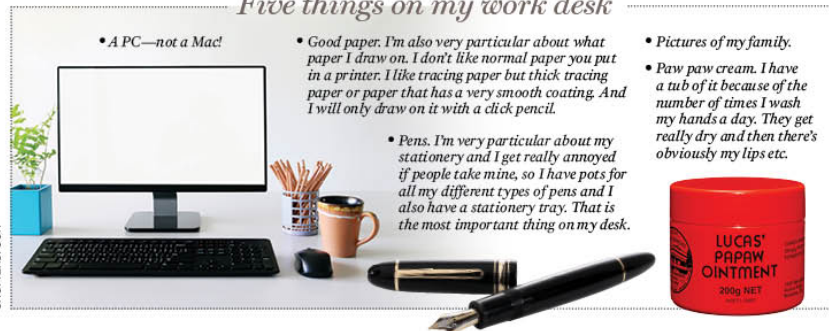 Five things on my work desk
• A PC—not a Mac!
• Good paper. I'm also very particular about what
paper I draw on. I don't like normal paper you put
in a printer. I like tracing paper but thick tracing
paper or paper that has a very smooth coating. And
I will only draw on it with a click pencil.
• Pens. I'm very particular about my
stationery and I get really annoyed
if people take mine, so I have pots for
all my different types of pens and I
also have a stationery tray. That is
the most important thing on my desk.
• Pictures of my family.
• Paw paw cream. I have
a tub of it because of the
number of times I wash
my hands a day. They get
really dry and then there's
obviously my lips etc.
LUCAS'
PAPAW
OINTMENT
200g NET